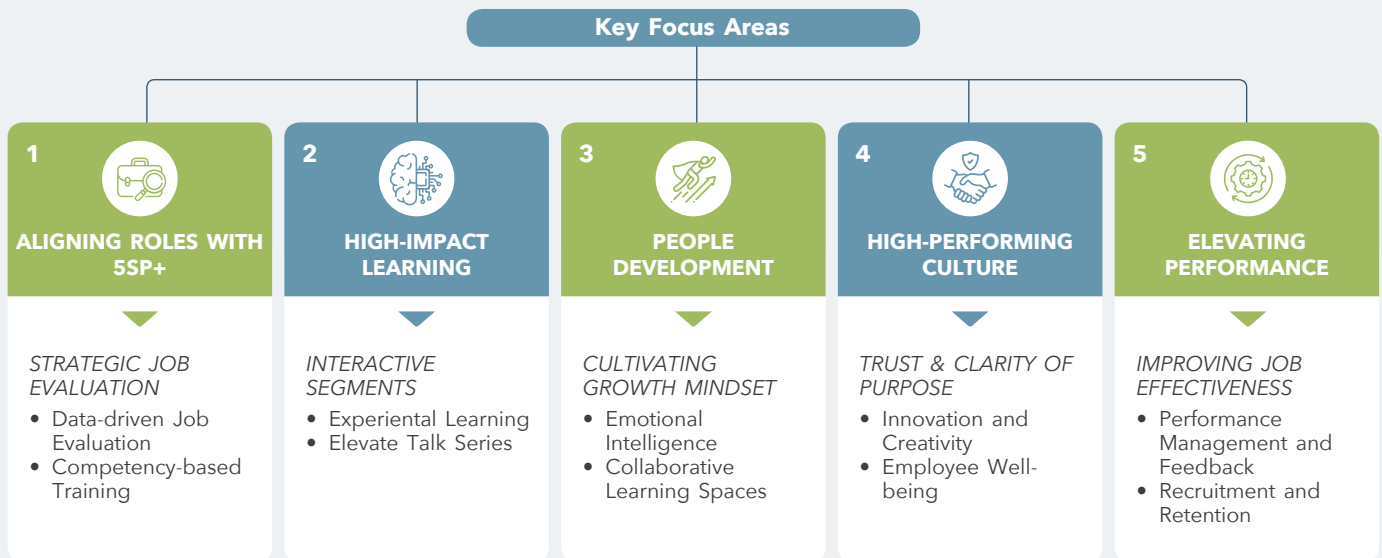 Key Focus Areas
1
ALIGNING ROLES WITH
5SP+
STRATEGIC JOB
EVALUATION
• Data-driven Job
Evaluation
• Competency-based
Training
2
HIGH-IMPACT
LEARNING
INTERACTIVE
SEGMENTS
• Experiential Learning
• Elevate Talk Series
3
PEOPLE
DEVELOPMENT
CULTIVATING
GROWTH MINDSET
• Emotional
Intelligence
• Collaborative
Learning Spaces
4
HIGH-PERFORMING
CULTURE
TRUST & CLARITY OF
PURPOSE
• Innovation and
Creativity
• Employee Well-
being
5
ELEVATING
PERFORMANCE
IMPROVING JOB
EFFECTIVENESS
• Performance
Management and
Feedback
• Recruitment and
Retention